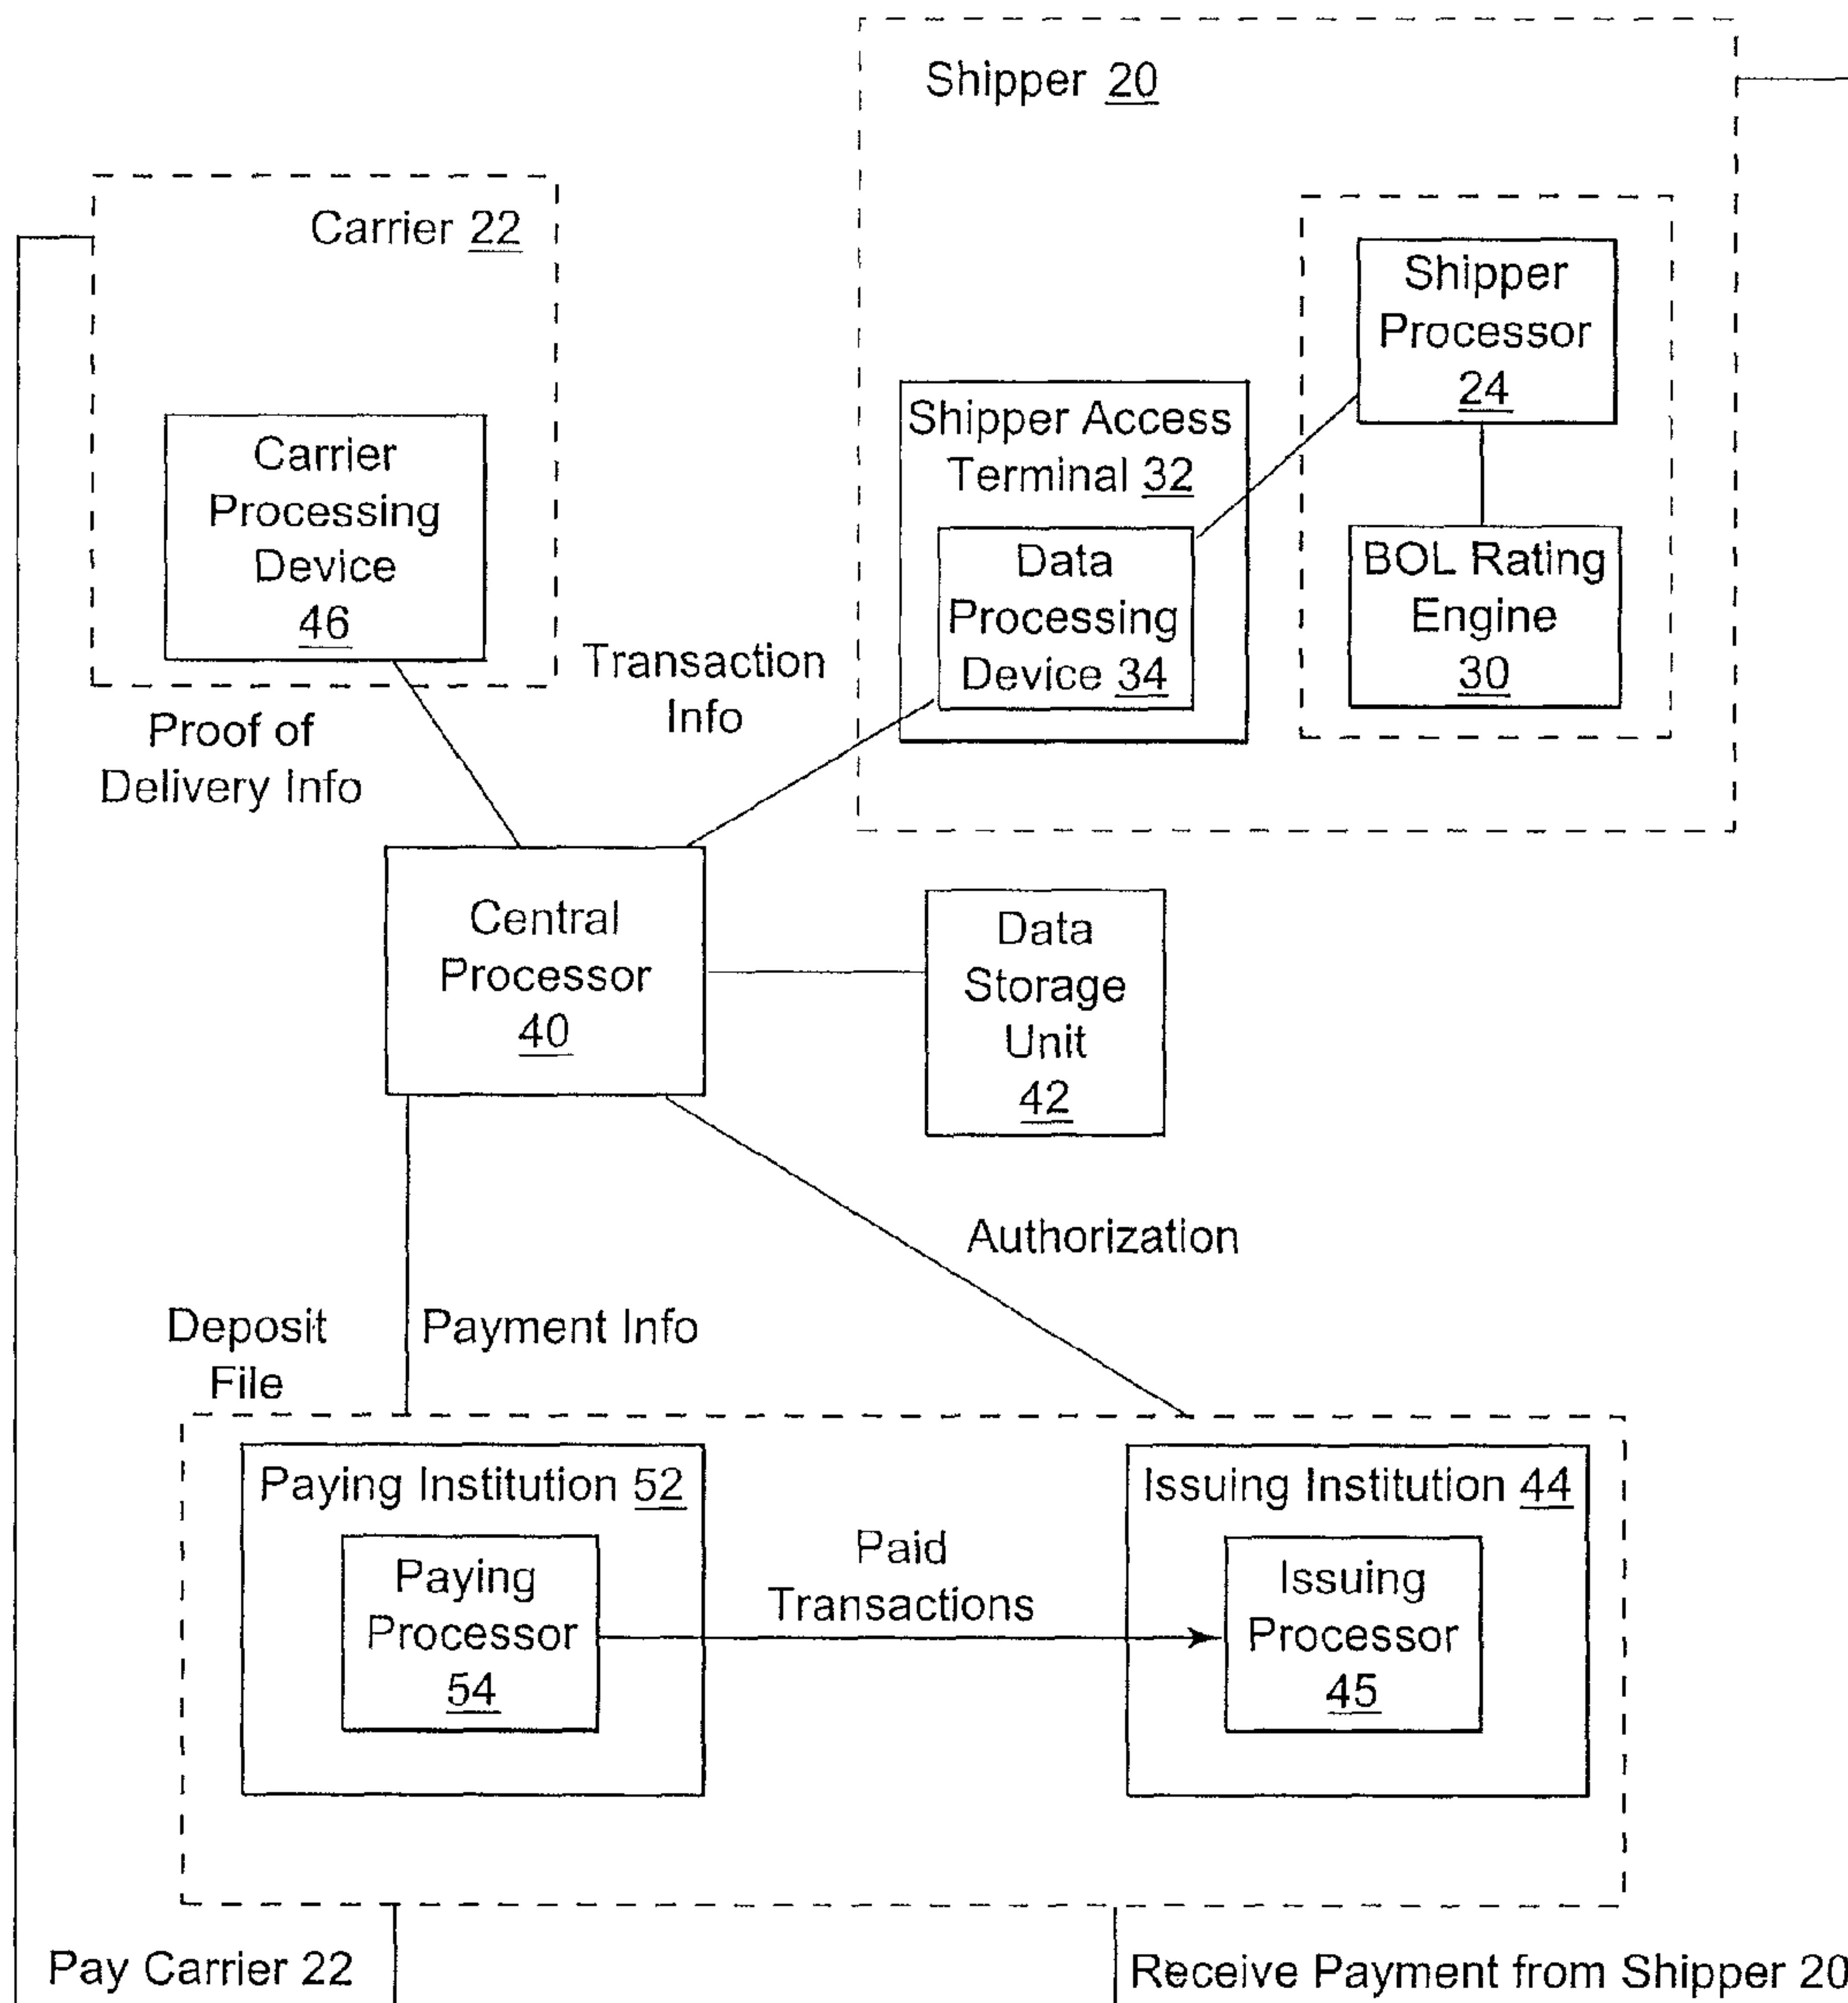 Shipper 20
Carrier 22
Shipper
Processor
24
Shipper Access
Terminal 32
Carrier
Processing
Device
46
Data
Processing
Device 34
BOL Rating
Engine
30
Transaction
Info
Proof of
Delivery Info
Central
Processor
40
Data
Storage
Unit
42
Authorization
Deposit
File
Payment Info
Paying Institution 52
Issuing Institution 44
Paying
Processor
54
Paid
Transactions
Issuing
Processor
45
Pay Carrier 22
Receive Payment from Shipper 20